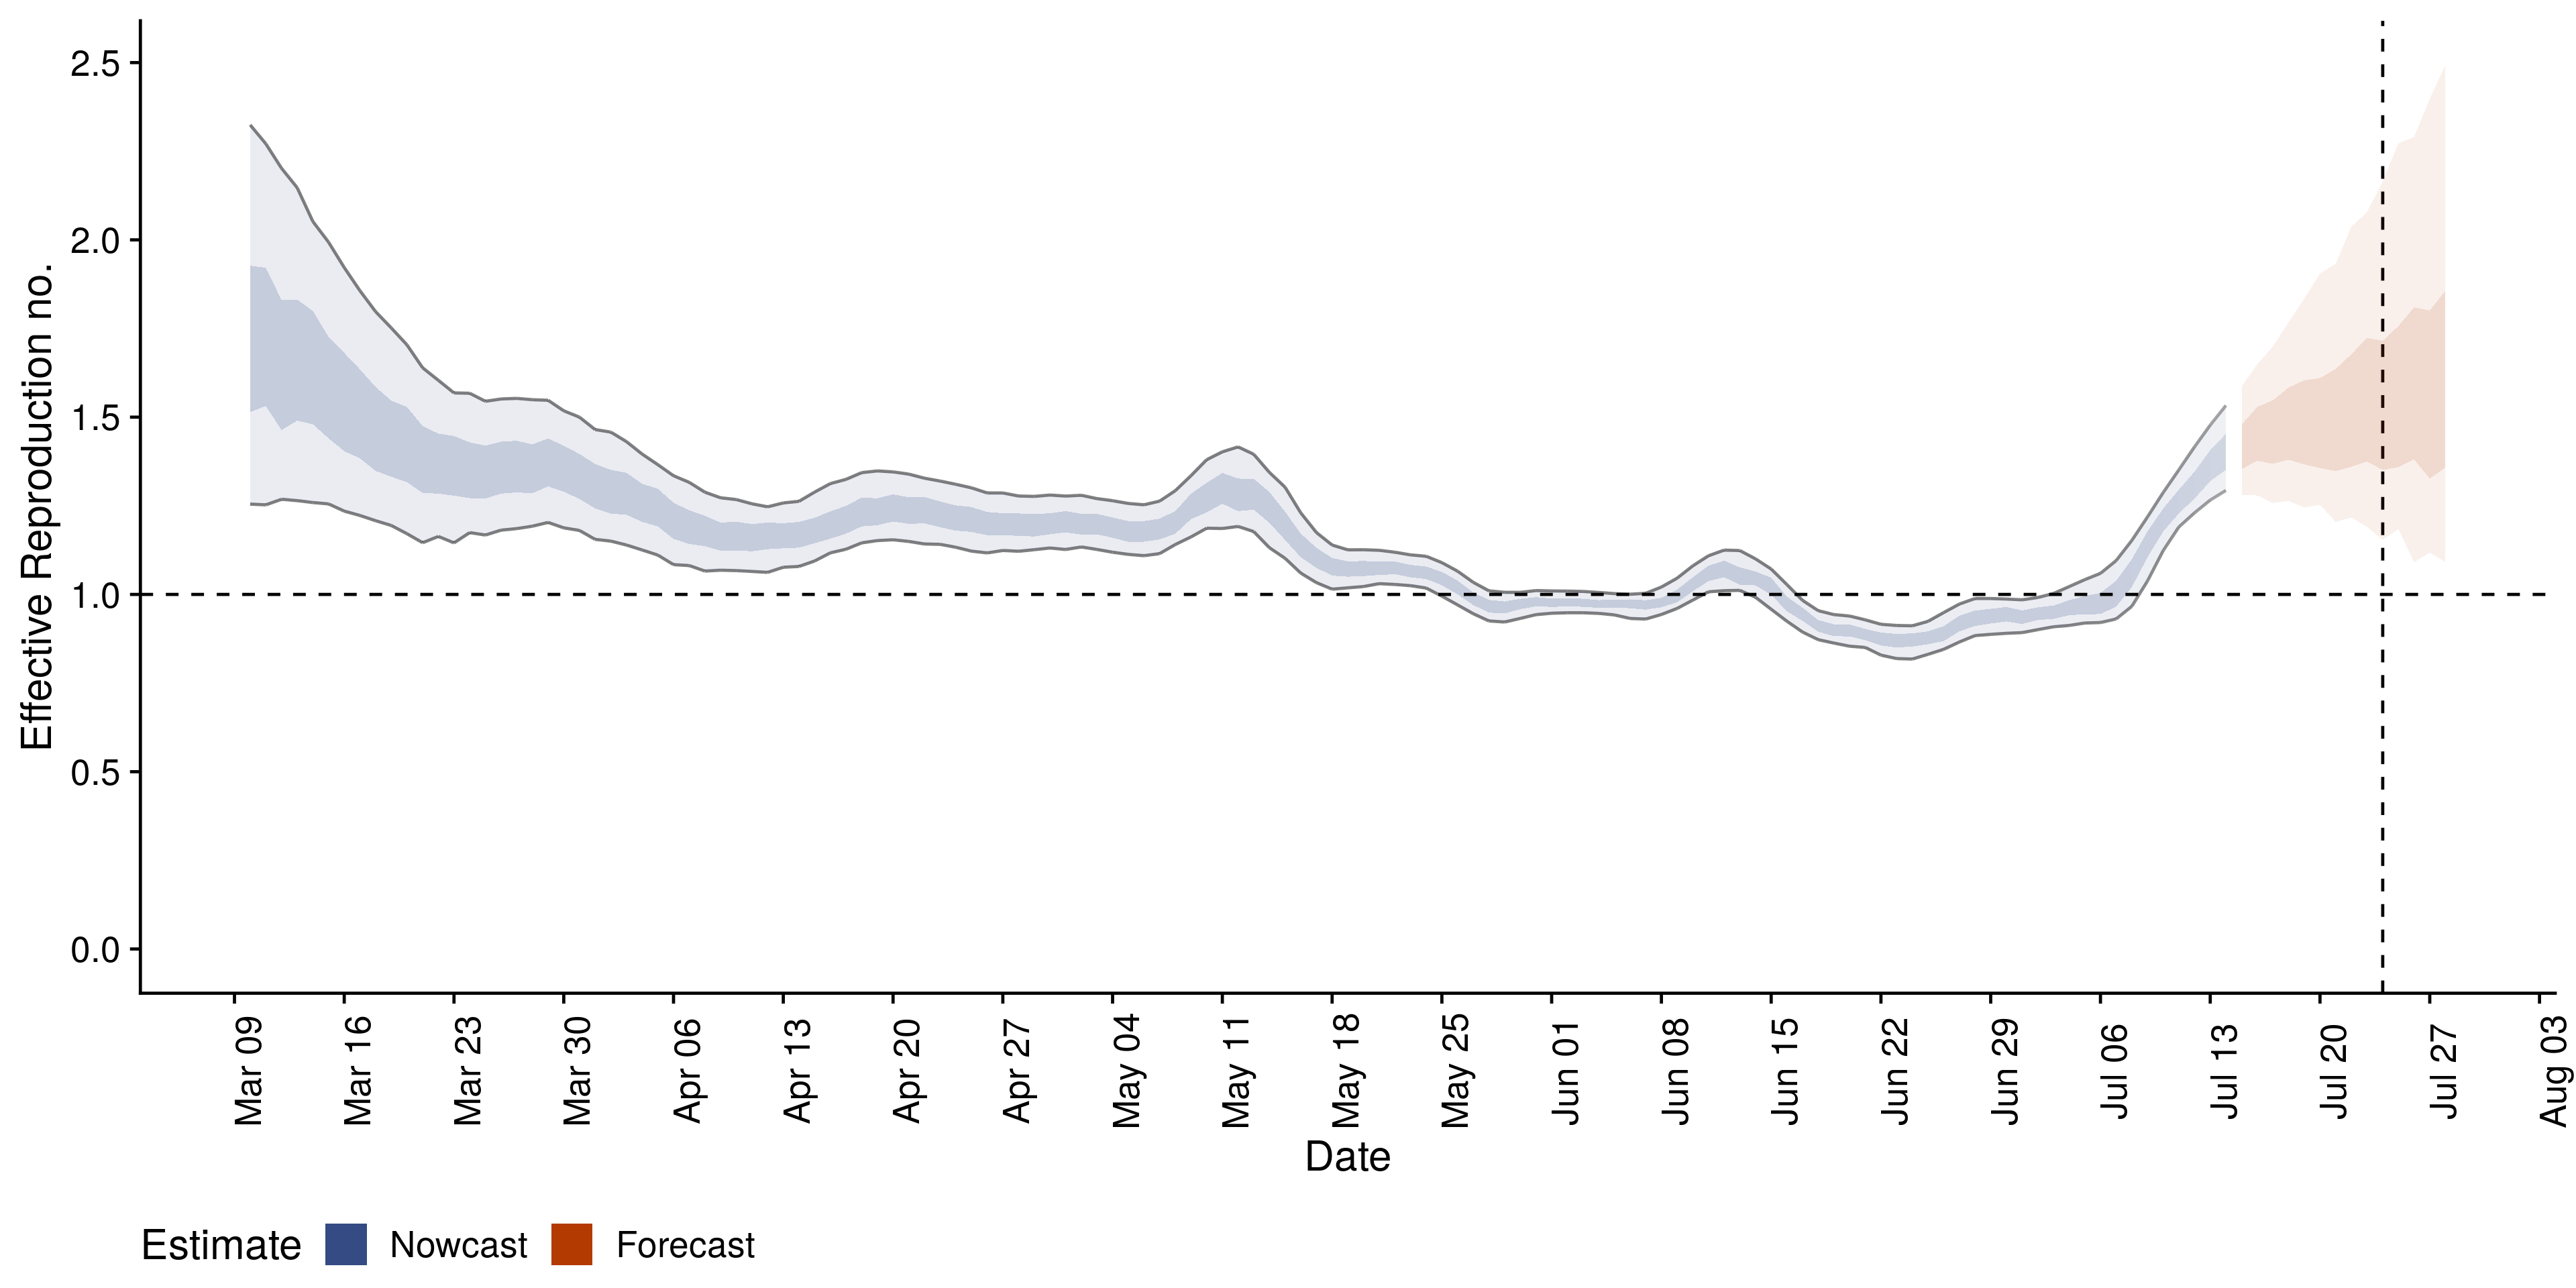 Effective Reproduction no.
2.5
2.0
1.5
1.0
0.5
0.0
Mar 09
Mar 16
Mar 23
Mar 30
Apr 06
Apr 13
Apr 20
Apr 27
May 04
May 11
May 18
May 25
Jun 01
Jun 08
Jun 15
Jun 22
Jun 29
Jul 06
Jul 13
Jul 20
Jul 27
Aug 03
Date
Estimate Nowcast Forecast